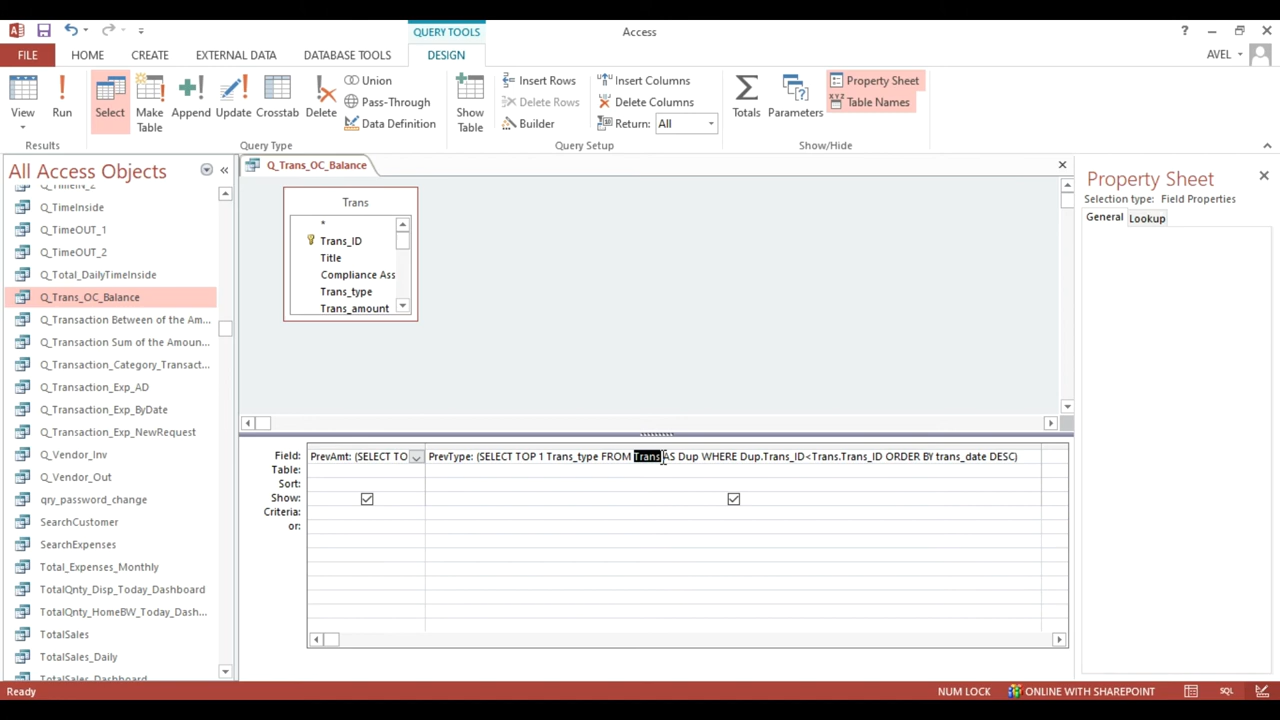 QUERY TOOLS
Access
?
FILE
HOME
CREATE
EXTERNAL DATA
DATABASE TOOLS
DESIGN
AVEL
View
Run
Results
Select
Make Table
Append
Update
Crosstab
Delete
Union
Pass-Through
Data Definition
Query Type
Show Table
Insert Rows
Delete Rows
Builder
Insert Columns
Delete Columns
Return: All
Query Setup
Totals
Parameters
Property Sheet
Table Names
Show/Hide
All Access Objects
Q_TimeIN_2
Q_TimeInside
Q_TimeOUT_1
Q_TimeOUT_2
Q_Total_DailyTimeInside
Q_Trans_OC_Balance
Q_Transaction Between of the Am...
Q_Transaction Sum of the Amoun...
Q_Transaction_Category_Transact...
Q_Transaction_Exp_AD
Q_Transaction_Exp_ByDate
Q_Transaction_Exp_NewRequest
Q_Vendor_Inv
Q_Vendor_Out
qry_password_change
SearchCustomer
SearchExpenses
Total_Expenses_Monthly
TotalQnty_Disp_Today_Dashboard
TotalQnty_HomeBW_Today_Dash...
TotalSales
TotalSales_Daily
TotalSales_Dashboard
Q_Trans_OC_Balance
Trans
*
Trans_ID
Title
Compliance Ass
Trans_type
Trans_amount
Field: PrevAmt: (SELECT TO PrevType: (SELECT TOP 1 Trans_type FROM Trans AS Dup WHERE Dup.Trans_ID<Trans.Trans_ID ORDER BY trans_date DESC)
Table:
Sort:
Show:
Criteria:
or:
Property Sheet
Selection type: Field Properties
General
Lookup
Ready
NUM LOCK
ONLINE WITH SHAREPOINT
SQL